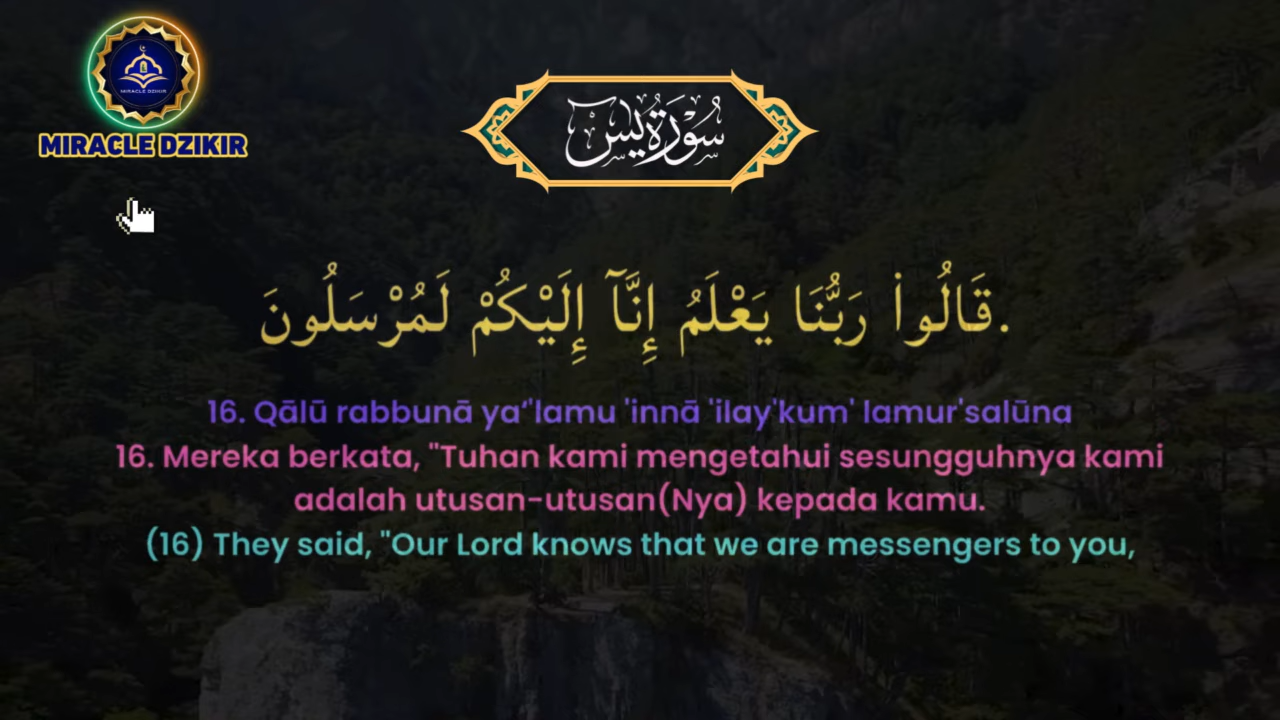 MIRACLE DZIKIR
MIRACLE DZIKIR
سُوْرَةُ يٰسٓ
قَالُوا۟ رَبُّنَا يَعْلَمُ إِنَّآ إِلَيْكُمْ لَمُرْسَلُونَ.
16. Qālū rabbunā ya‘'lamu 'innā 'ilay'kum' lamur'salūna
16. Mereka berkata, "Tuhan kami mengetahui sesungguhnya kami
adalah utusan-utusan(Nya) kepada kamu.
(16) They said, "Our Lord knows that we are messengers to you,